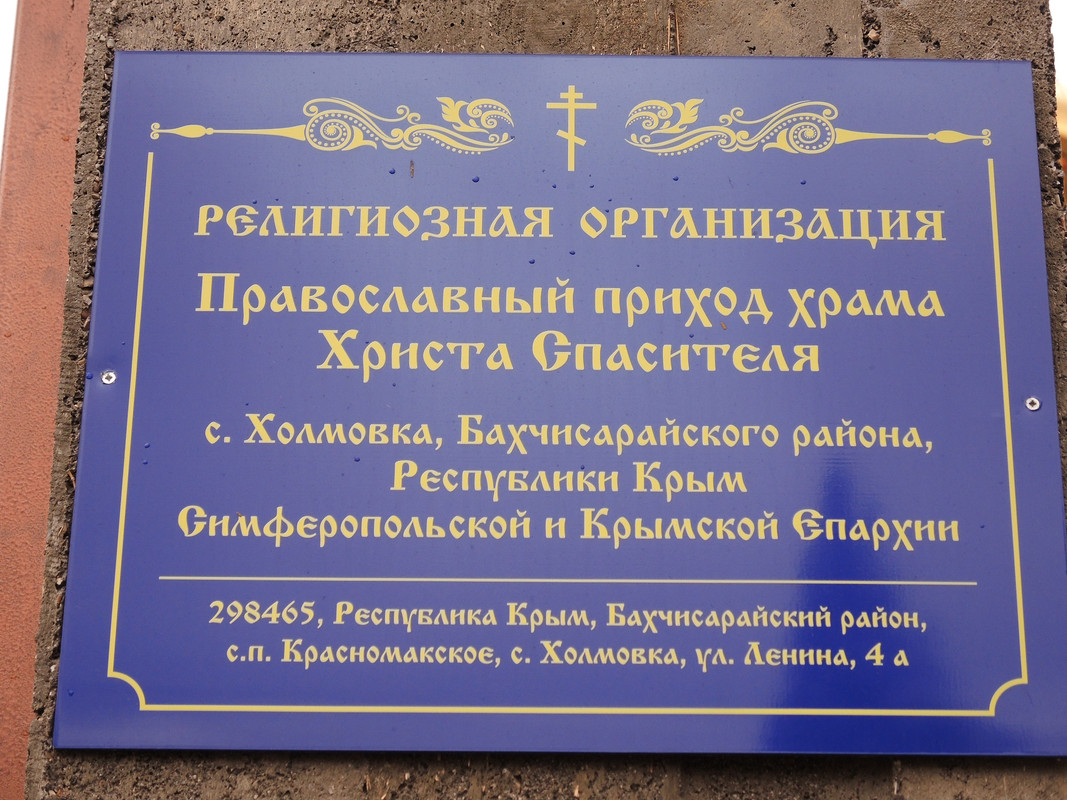 РЕЛИГИОЗНАЯ ОРГАНИЗАЦИЯ
Православный приход храма
Христа Спасителя
с. Холмовка, Бахчисарайского района,
Республики Крым
Симферопольской и Крымской Епархии
298465, Республика Крым, Бахчисарайский район,
с.п. Красномакское, с. Холмовка, ул. Ленина, 4 а